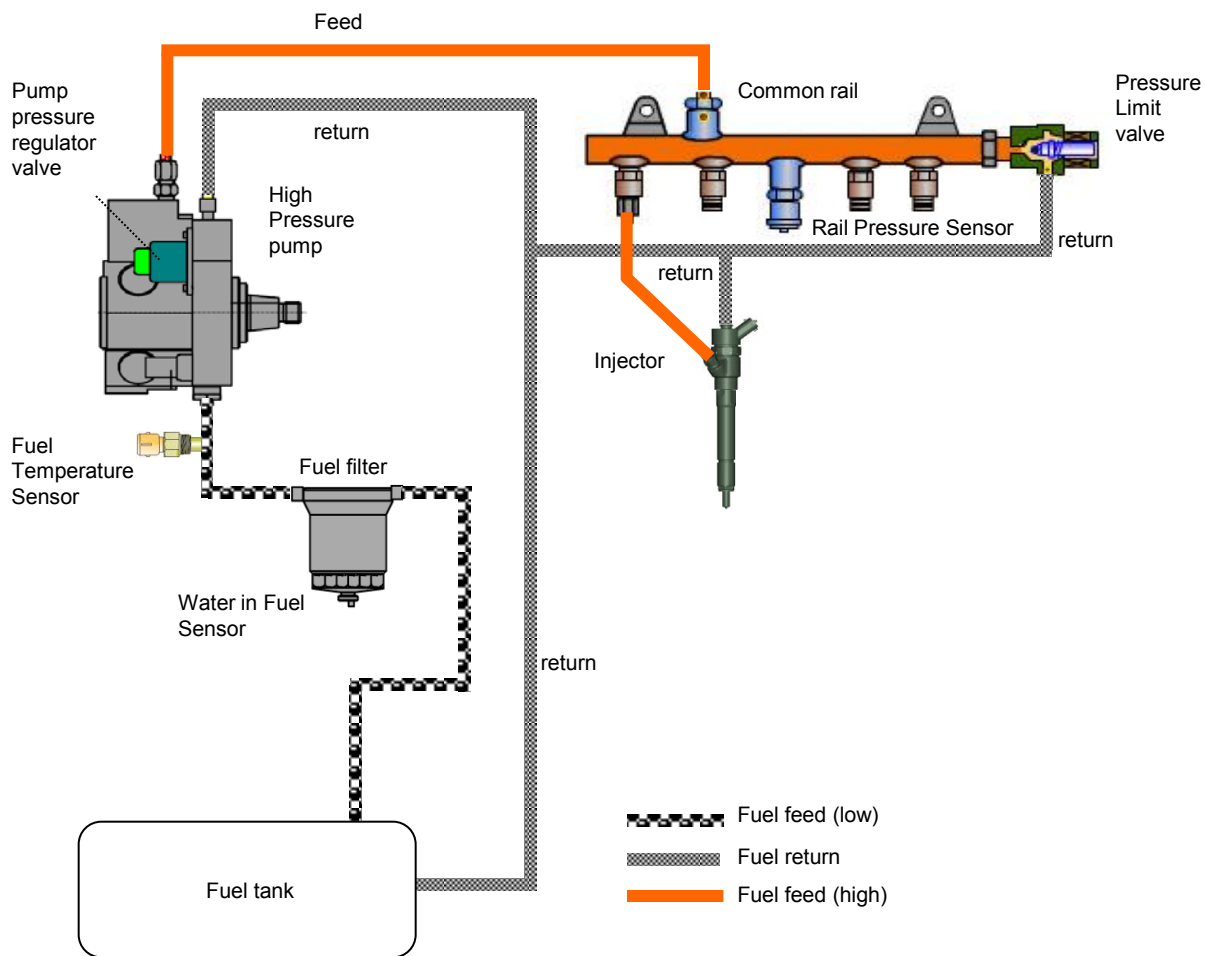 Feed
Pump
pressure
regulator
valve
return
High
Pressure
pump
Common rail
Pressure
Limit
valve
Rail Pressure Sensor
return
return
Injector
Fuel
Temperature
Sensor
Fuel filter
Water in Fuel
Sensor
return
Fuel tank
Fuel feed (low)
Fuel return
Fuel feed (high)